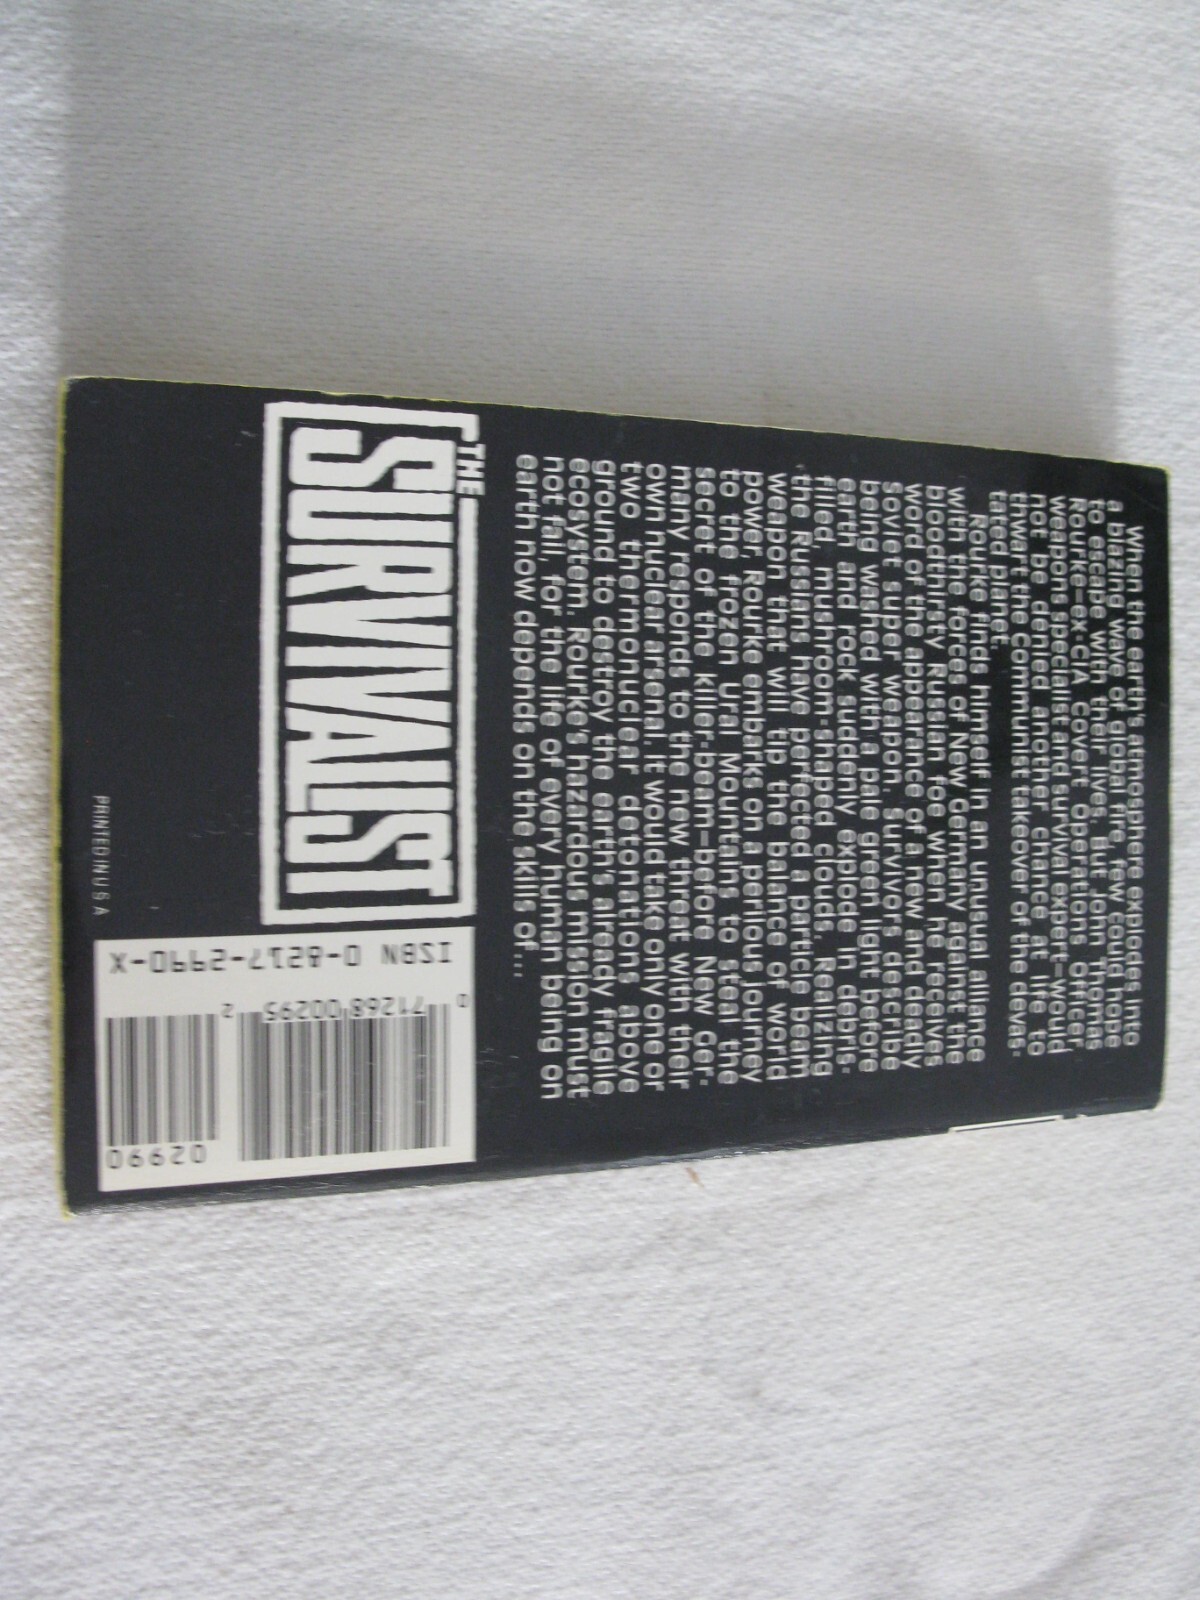 When the earth's atmosphere explodes into
a blazing wave of global fire, few could hope
to escape with their lives. But John Thomas
Rourke—ex-CIA Covert Operations Officer,
weapons specialist and survival expert—would
not be denied another chance at life to
thwart the Communist takeover of the devas-
tated planet.
Rourke finds himself in an unusual alliance
with the forces of New Germany against the
bloodthirsty Russian foe when he receives
word of the appearance of a new and deadly
Soviet super weapon. Survivors describe
being washed with a pale green light before
earth and rock suddenly explode in debris-
filled, mushroom-shaped clouds. Realizing
the Russians have perfected a particle beam
weapon that will tip the balance of world
power, Rourke embarks on a perilous journey
to the frozen Ural Mountains to steal the
secret of the killer-beam—before New Ger-
many responds to the new threat with their
own nuclear arsenal. It would take only one or
two thermonuclear detonations above
ground to destroy the earth's already fragile
ecosystem. Rourke's hazardous mission must
not fail, for the life of every human being on
earth now depends on the skills of...
THE
SURVIVALIST
PRINTED IN U.S.A.
ISBN 0-8217-2990-X
0 71268 00295 2
02990